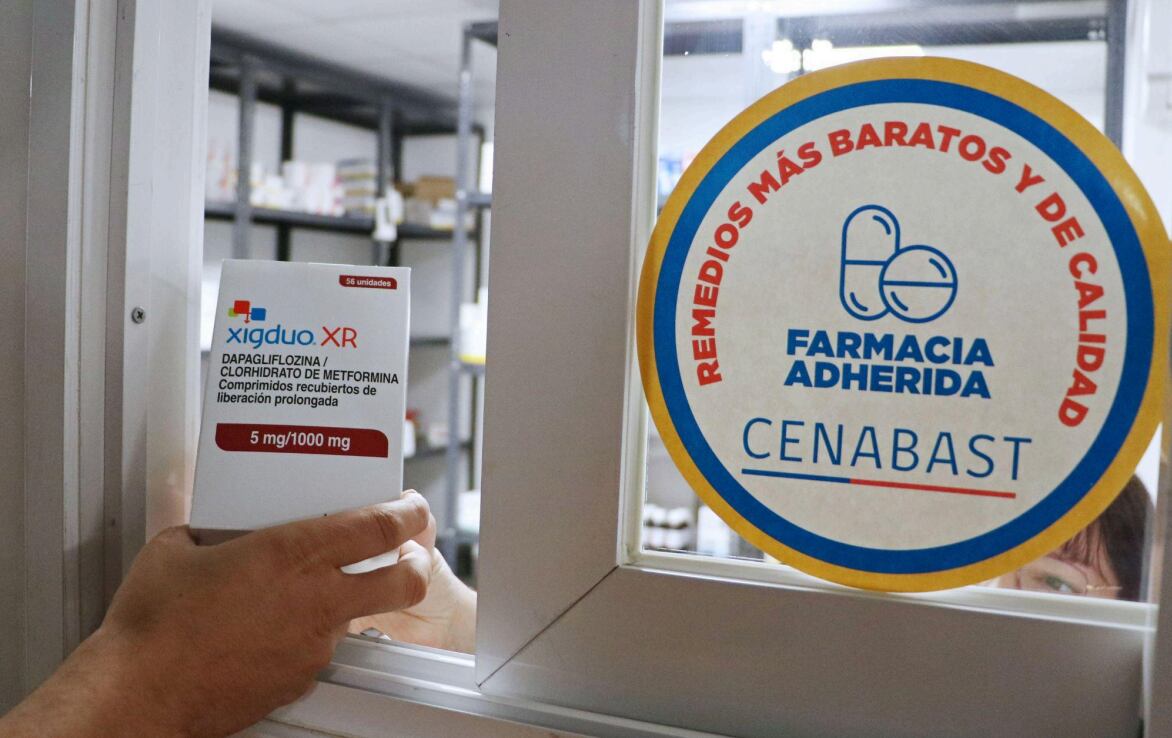 56 unidades
xigduo. XR
DAPAGLIFLOZINA /
CLORHIDRATO DE METFORMINA
Comprimidos recubiertos de
liberación prolongada
5 mg/1000 mg
REMEDIOS MÁS BARATOS Y DE CALIDAD
FARMACIA
ADHERIDA
CENABAST